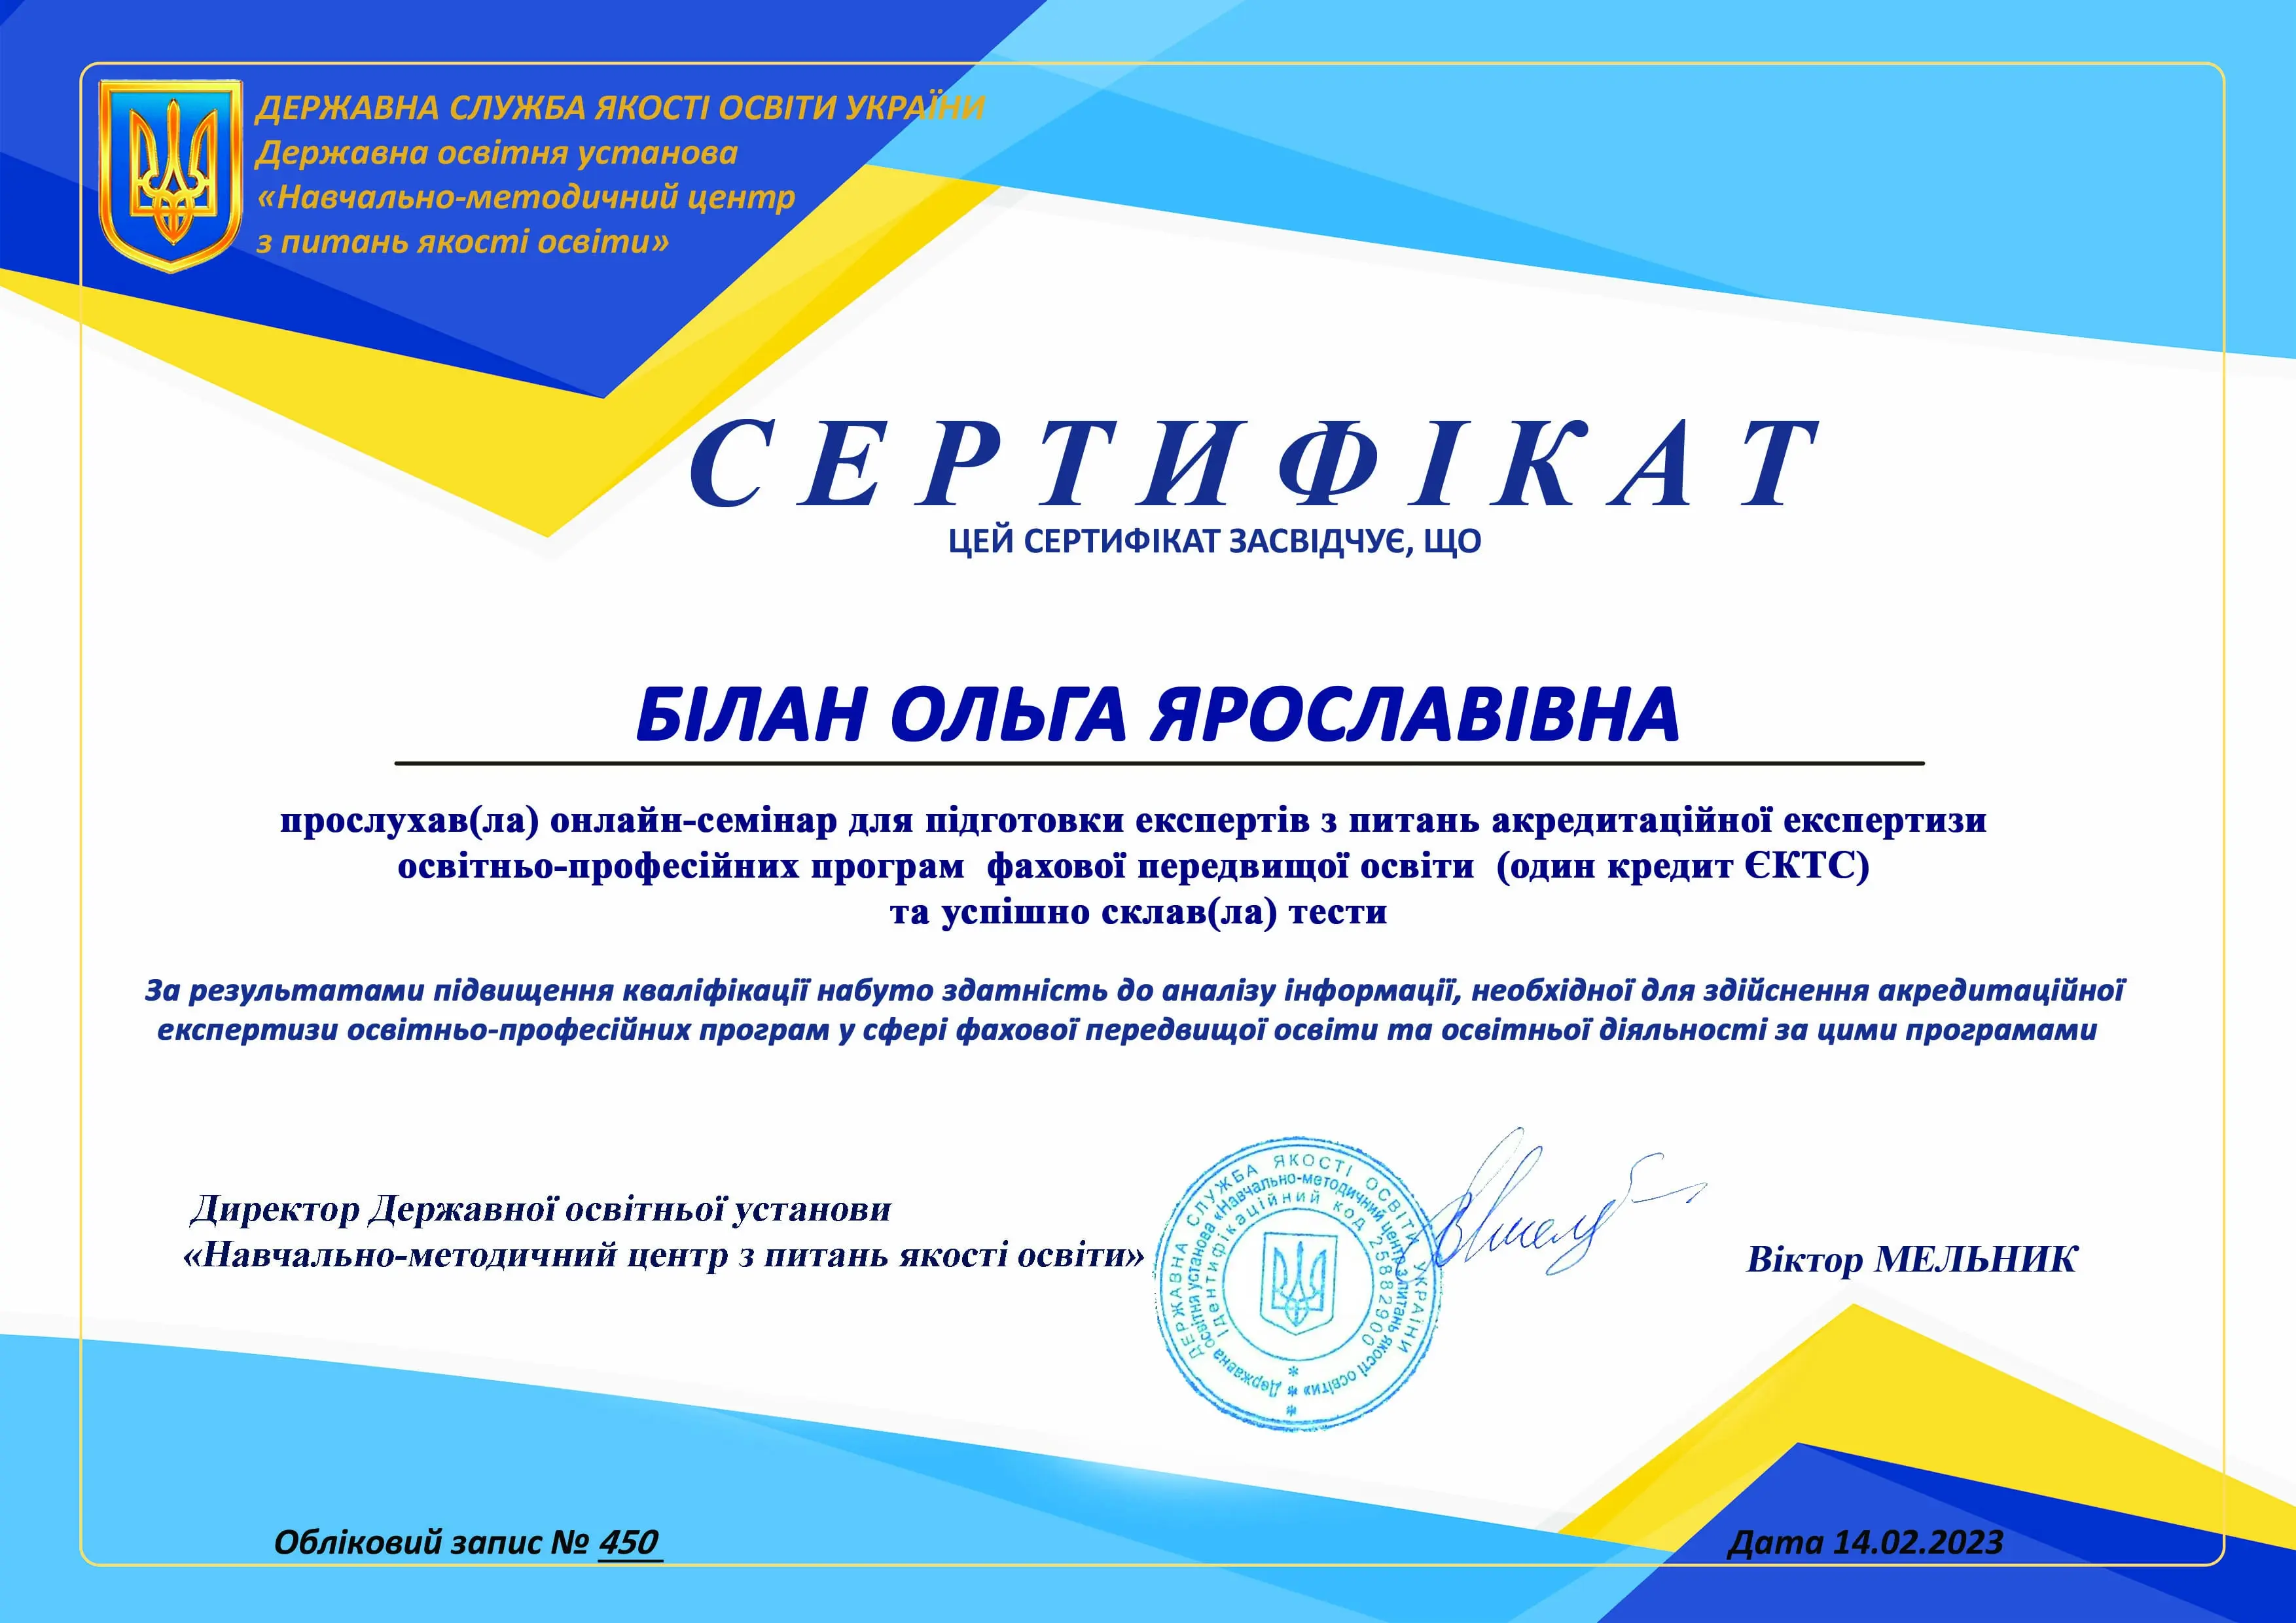 ДЕРЖАВНА СЛУЖБА ЯКОСТІ ОСВІТИ УКРАЇНИ
Державна освітня установа
«Навчально-методичний центр
з питань якості освіти»
СЕРТИФІКАТ
ЦЕЙ СЕРТИФІКАТ ЗАСВІДЧУЄ, ЩО
БІЛАН ОЛЬГА ЯРОСЛАВІВНА
прослухав(ла) онлайн-семінар для підготовки експертів з питань акредитаційної експертизи
освітньо-професійних програм фахової передвищої освіти (один кредит ЄКТС)
та успішно склав(ла) тести
За результатами підвищення кваліфікації набуто здатність до аналізу інформації, необхідної для здійснення акредитаційної
експертизи освітньо-професійних програм у сфері фахової передвищої освіти та освітньої діяльності за цими програмами
Директор Державної освітньої установи
«Навчально-методичний центр з питань якості освіти»
ДЕРЖАВНА СЛУЖБА ЯКОСТІ ОСВІТИ УКРАЇНИ *
Державна освітня установа «Навчально-методичний центр з питань якості освіти» *
Ідентифікаційний код 25882900 *
Віктор МЕЛЬНИК
Обліковий запис № 450
Дата 14.02.2023